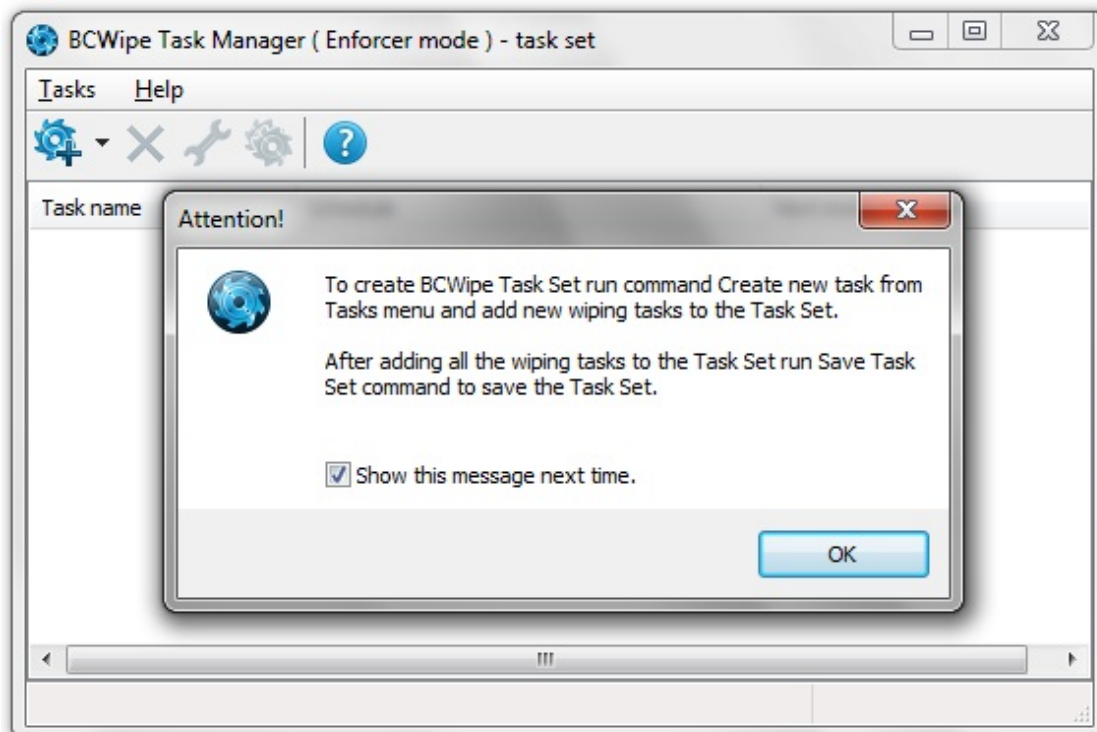 BCWipe Task Manager ( Enforcer mode ) - task set
Tasks Help
Task name
Attention!
To create BCWipe Task Set run command Create new task from
Tasks menu and add new wiping tasks to the Task Set.
After adding all the wiping tasks to the Task Set run Save Task
Set command to save the Task Set.
Show this message next time.
OK